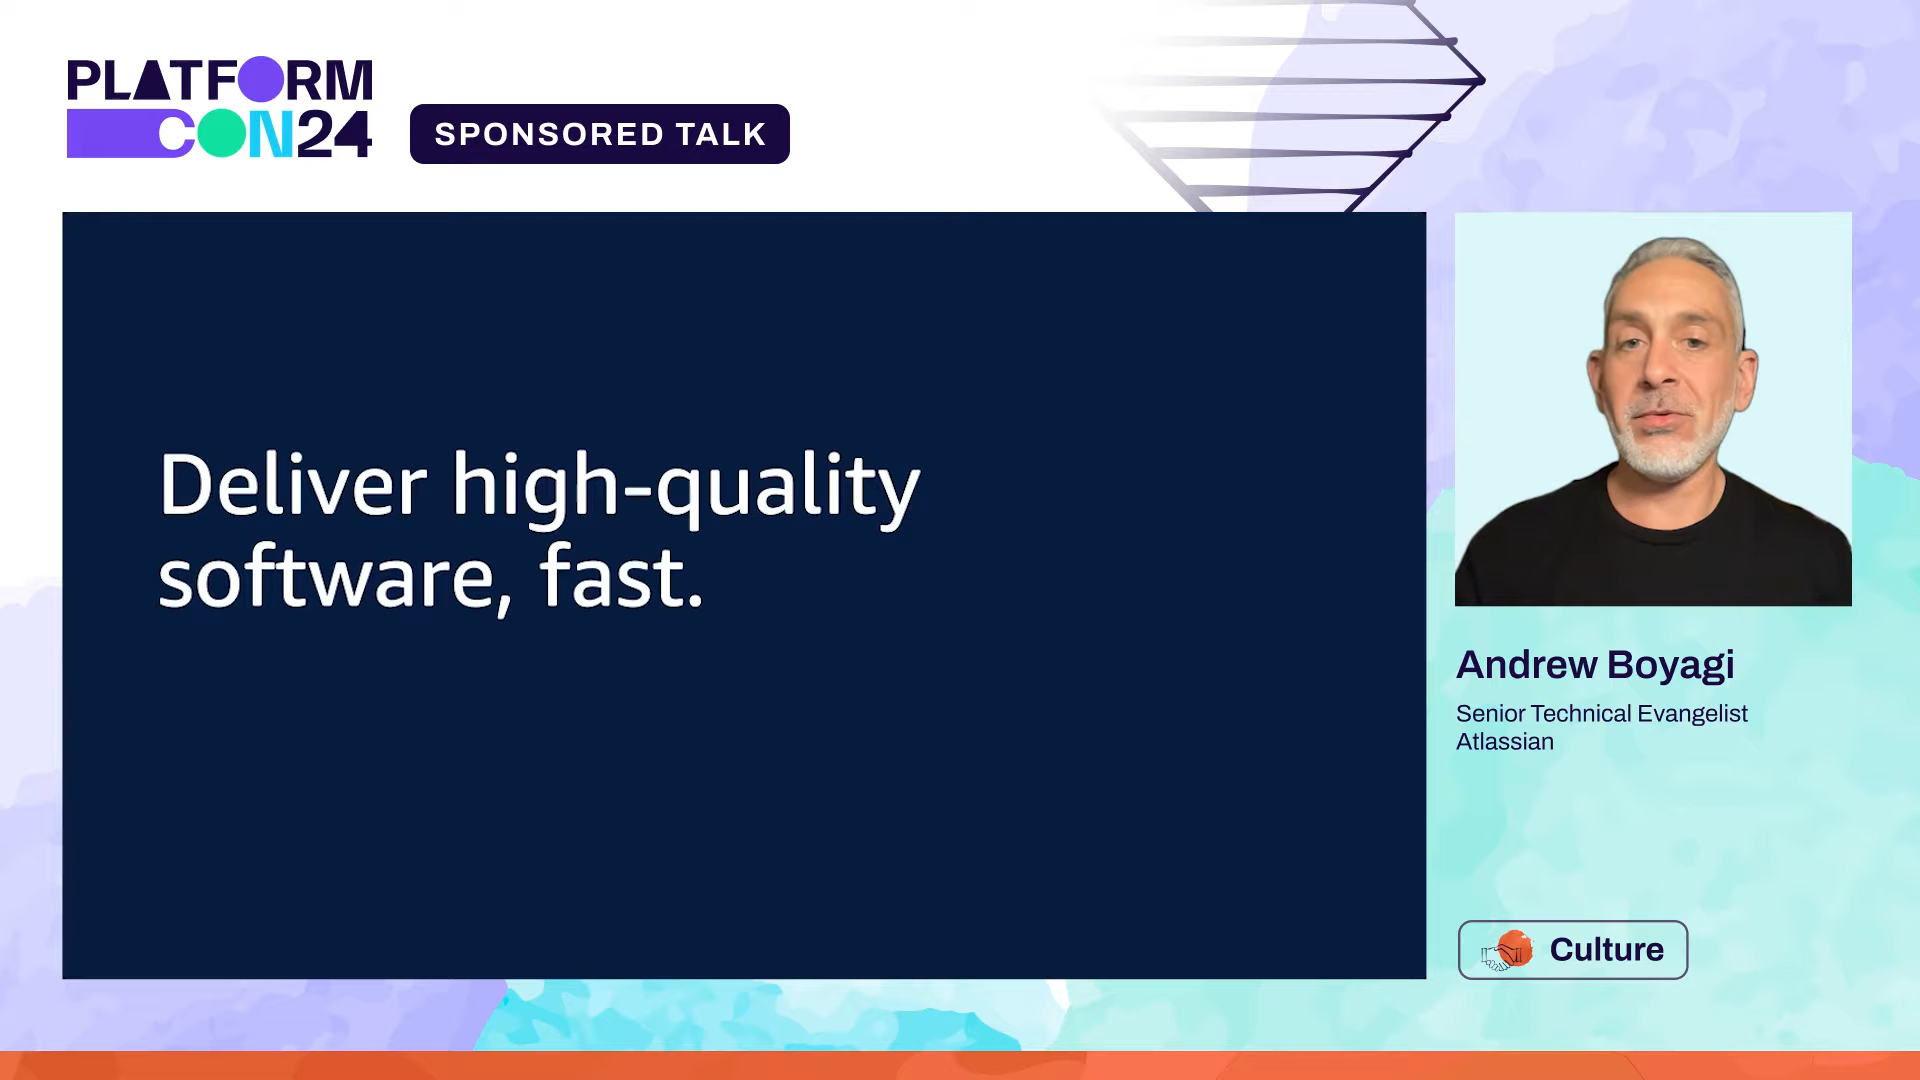 PLATFORM
CON24
SPONSORED TALK
Deliver high-quality
software, fast.
Andrew Boyagi
Senior Technical Evangelist
Atlassian
Culture